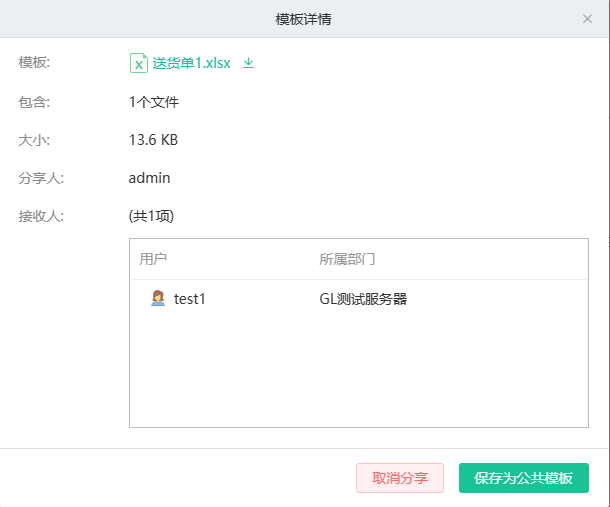 模板详情
模板: 送货单1.xlsx
包含: 1个文件
大小: 13.6 KB
分享人: admin
接收人: (共1项)
用户 所属部门
test1 GL测试服务器
取消分享 保存为公共模板